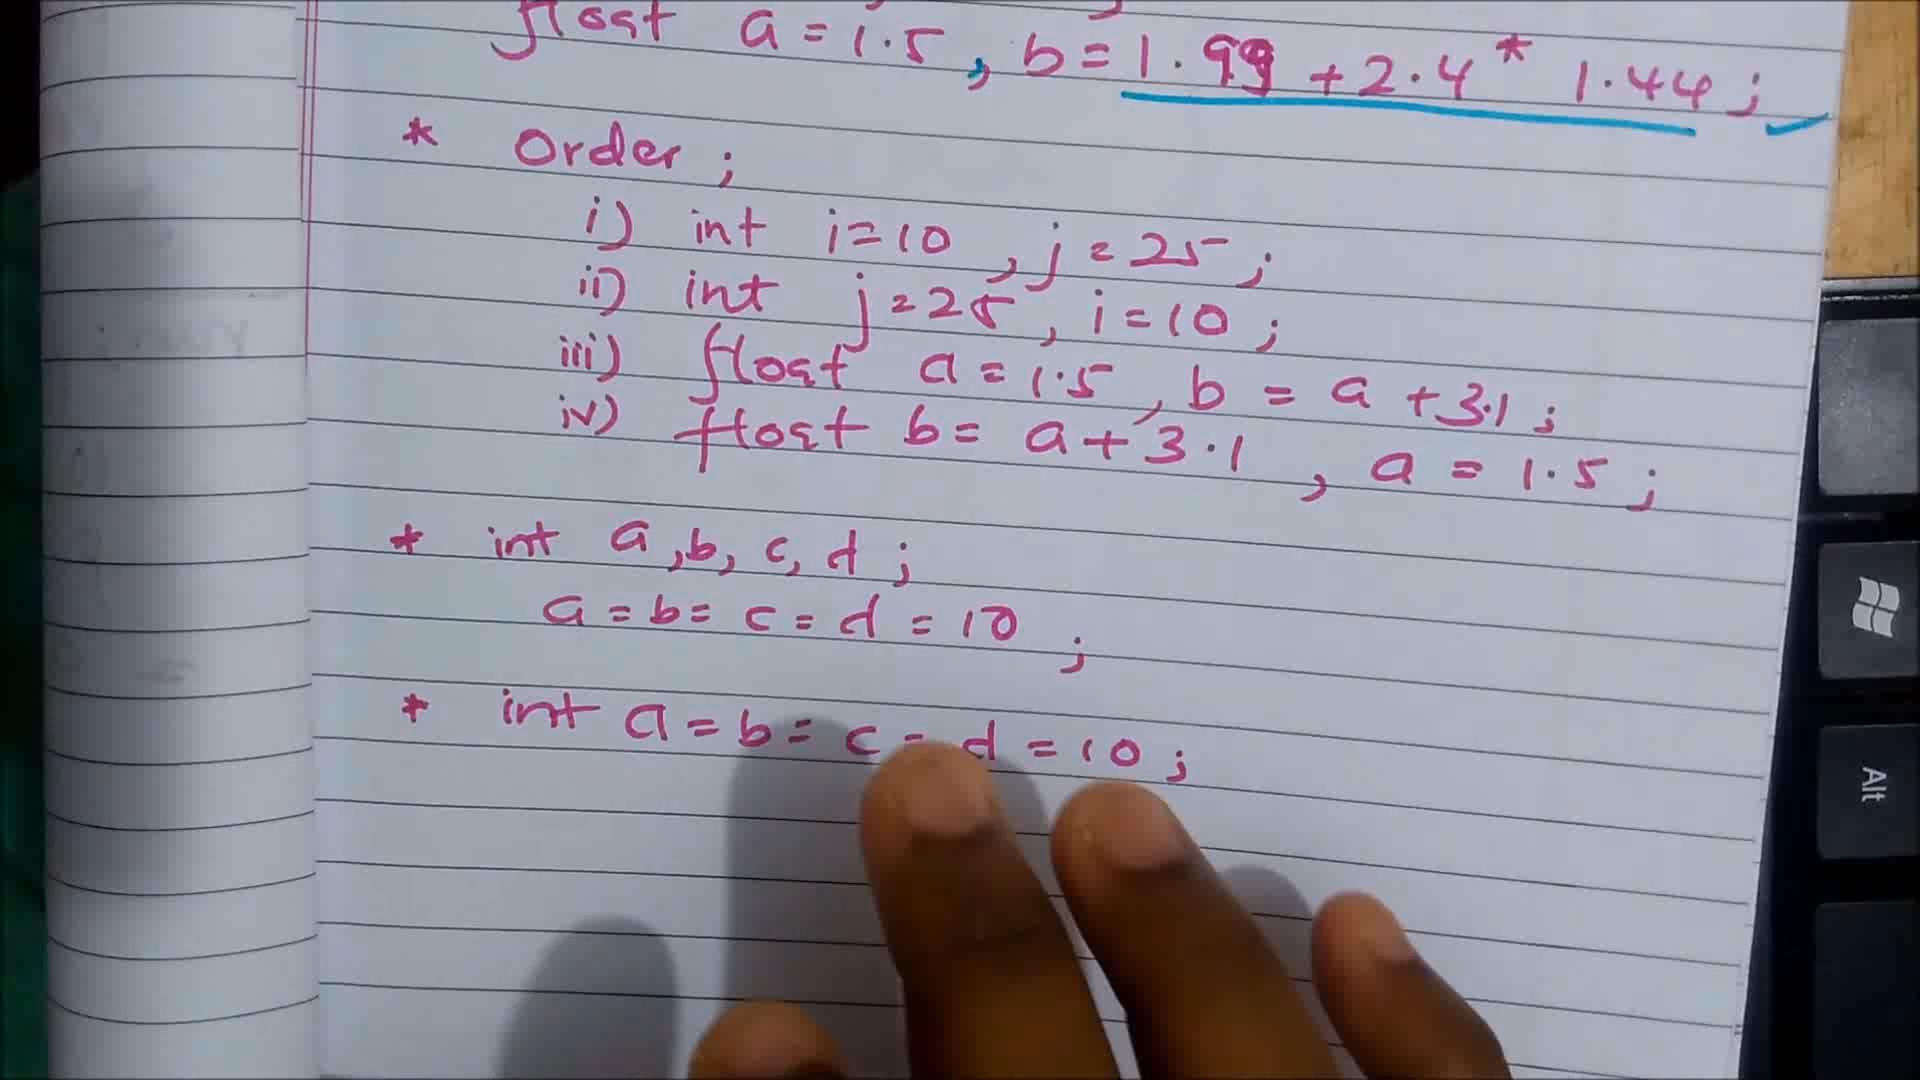 float a = 1.5, b = 1.99 + 2.4 * 1.44;
* Order;
i) int i = 10, j = 25;
ii) int j = 25, i = 10;
iii) float a = 1.5, b = a + 3.1;
iv) float b = a + 3.1, a = 1.5;
* int a, b, c, d;
a = b = c = d = 10;
* int a = b = c = d = 10;
Alt